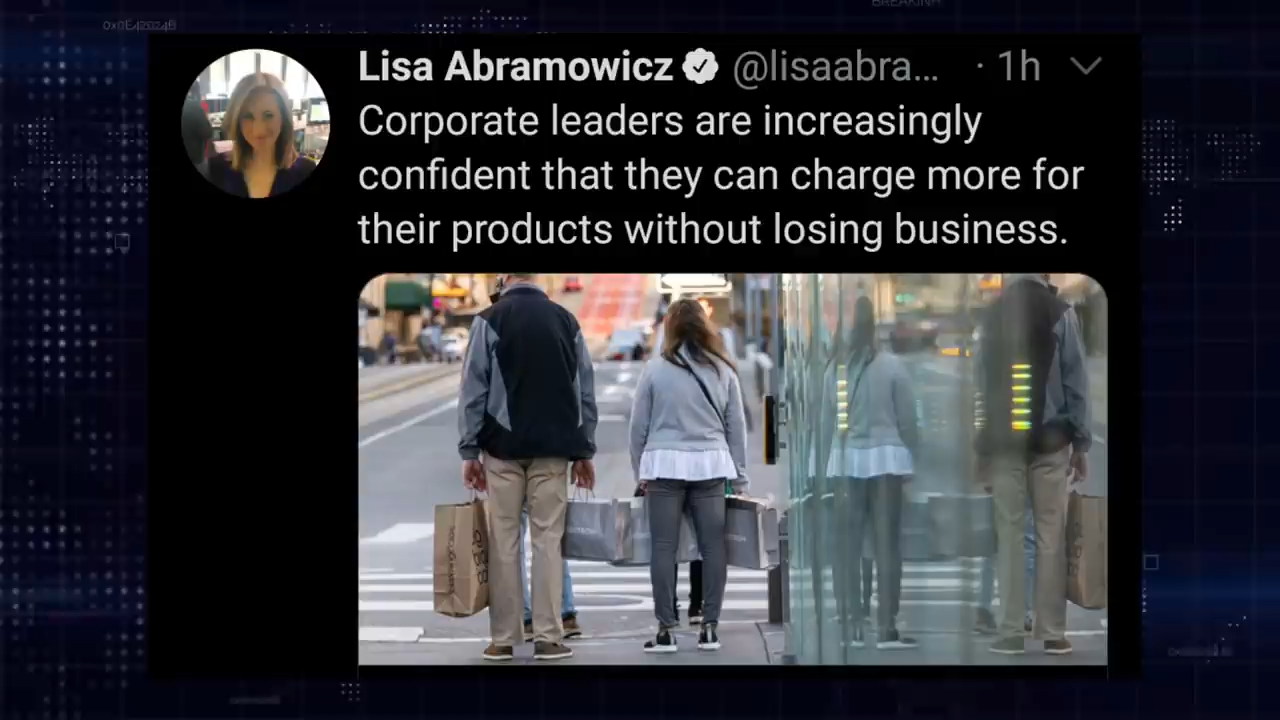 0x0E42024B
Lisa Abramowicz @lisaabra... · 1h
Corporate leaders are increasingly
confident that they can charge more for
their products without losing business.